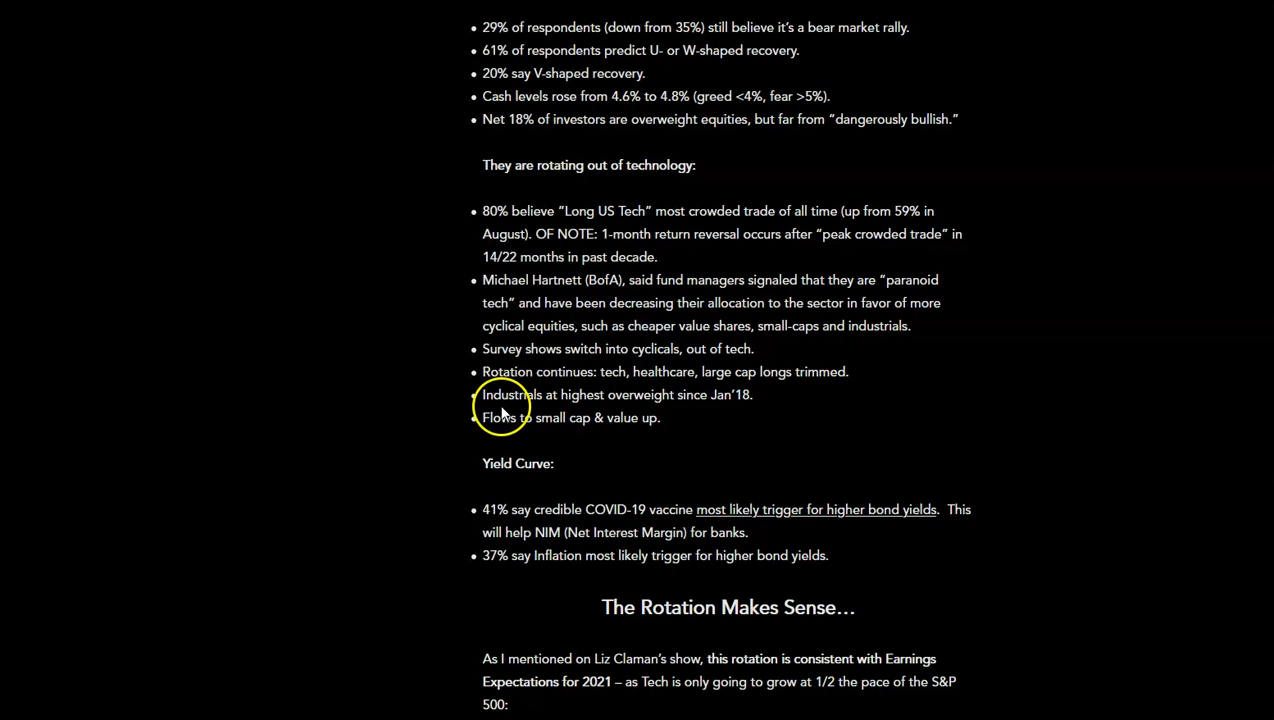 • 29% of respondents (down from 35%) still believe it's a bear market rally.
• 61% of respondents predict U- or W-shaped recovery.
• 20% say V-shaped recovery.
• Cash levels rose from 4.6% to 4.8% (greed <4%, fear >5%).
• Net 18% of investors are overweight equities, but far from “dangerously bullish.”
They are rotating out of technology:
• 80% believe “Long US Tech” most crowded trade of all time (up from 59% in
August). OF NOTE: 1-month return reversal occurs after “peak crowded trade” in
14/22 months in past decade.
• Michael Hartnett (BofA), said fund managers signaled that they are “paranoid
tech” and have been decreasing their allocation to the sector in favor of more
cyclical equities, such as cheaper value shares, small-caps and industrials.
• Survey shows switch into cyclicals, out of tech.
• Rotation continues: tech, healthcare, large cap longs trimmed.
• Industrials at highest overweight since Jan’18.
• Flows to small cap & value up.
Yield Curve:
• 41% say credible COVID-19 vaccine most likely trigger for higher bond yields. This
will help NIM (Net Interest Margin) for banks.
• 37% say Inflation most likely trigger for higher bond yields.
The Rotation Makes Sense…
As I mentioned on Liz Claman’s show, this rotation is consistent with Earnings
Expectations for 2021 – as Tech is only going to grow at 1/2 the pace of the S&P
500: